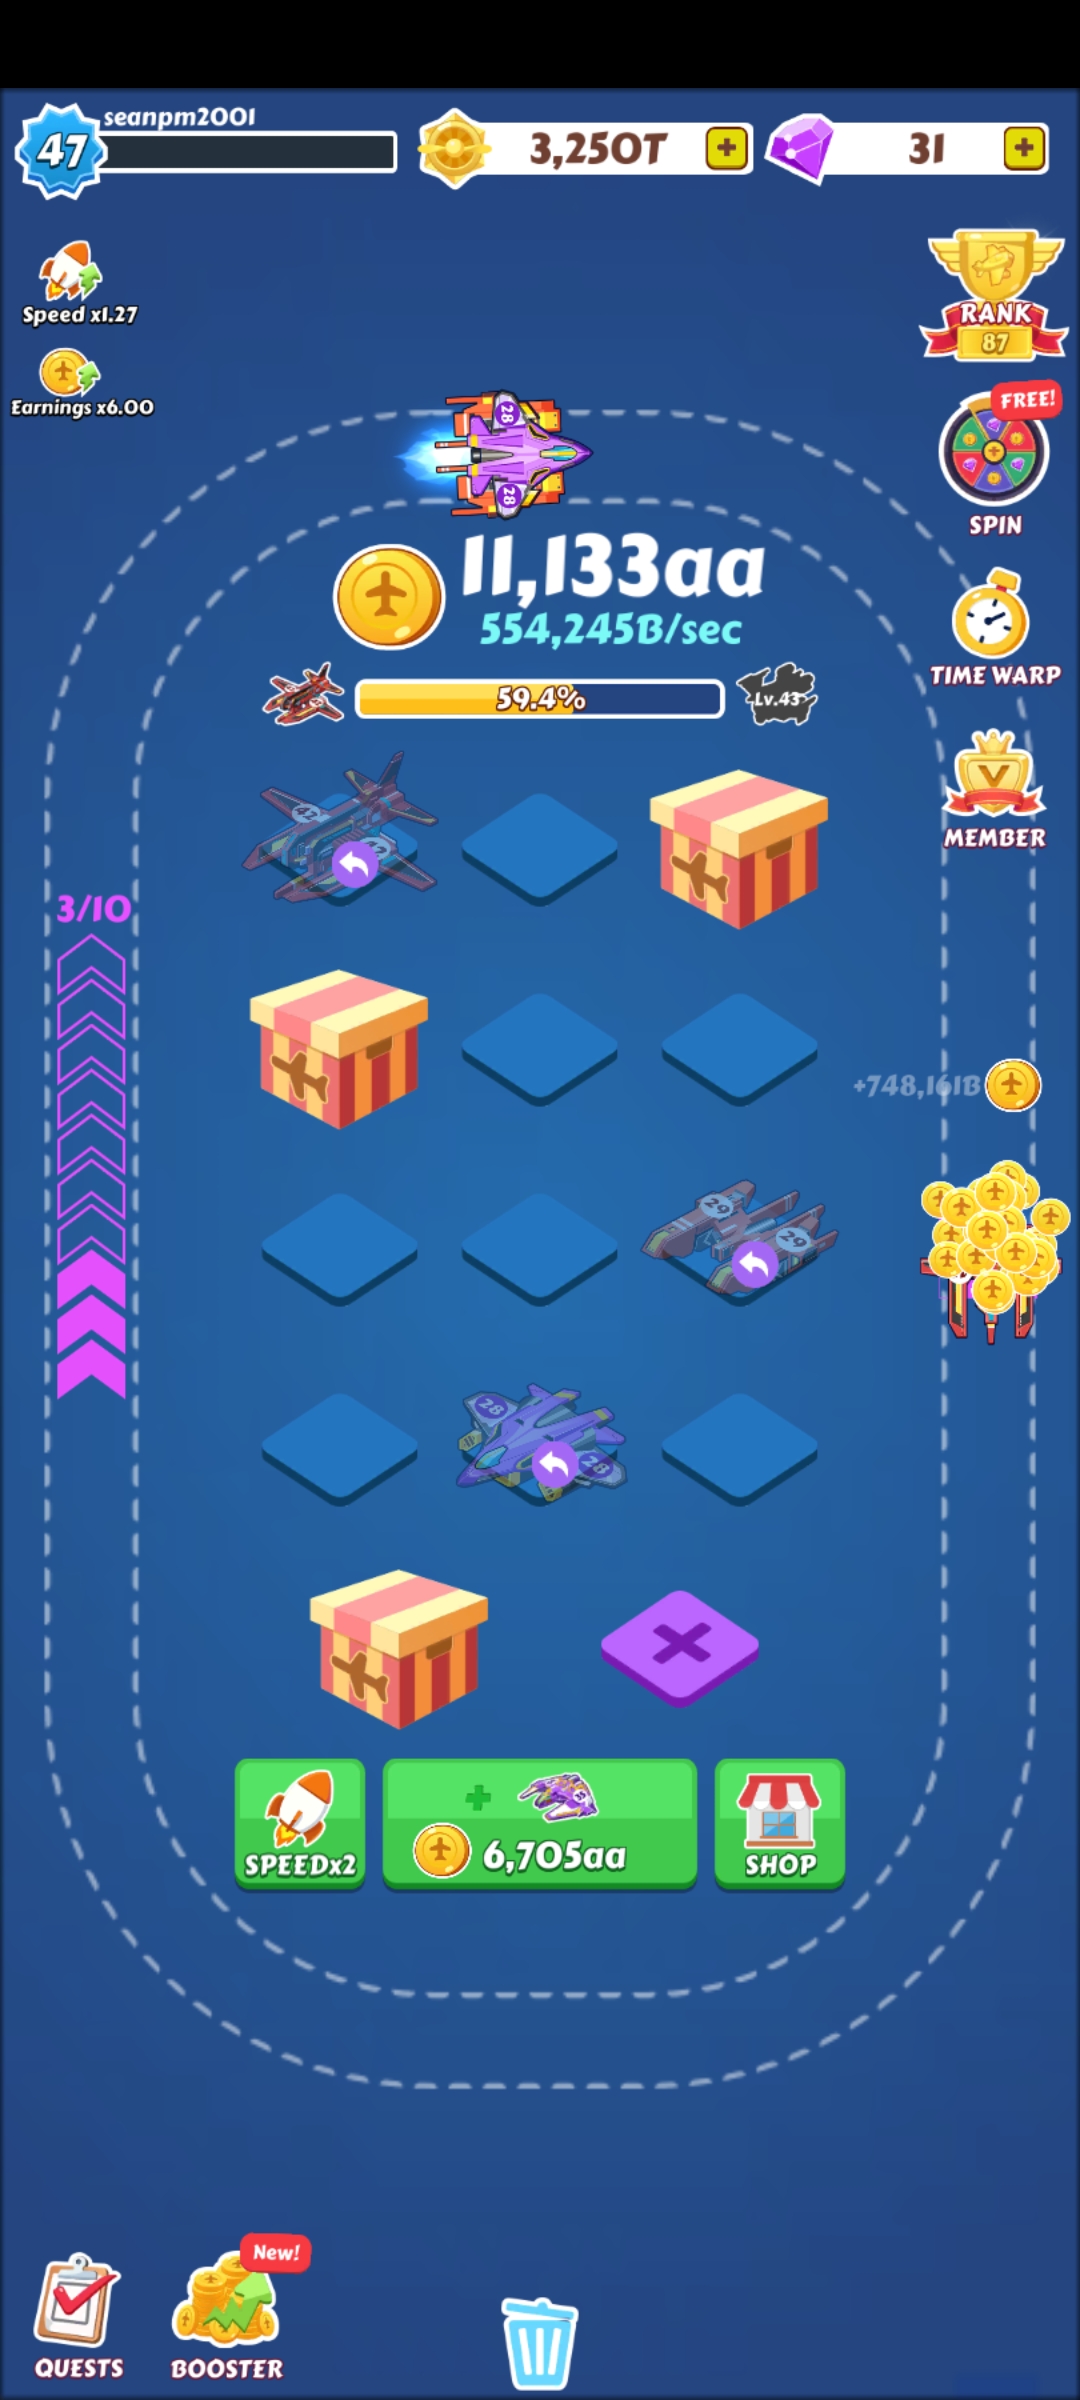 seanpm2001
47
3,250T
31
Speed x1.27
Earnings x6.00
RANK
87
FREE!
SPIN
28
28
11,133aa
554,245B/sec
59.4%
Lv.43
TIME WARP
MEMBER
42
42
3/10
+748,161B
29
29
28
28
SPEEDx2
6,705aa
SHOP
New!
QUESTS
BOOSTER